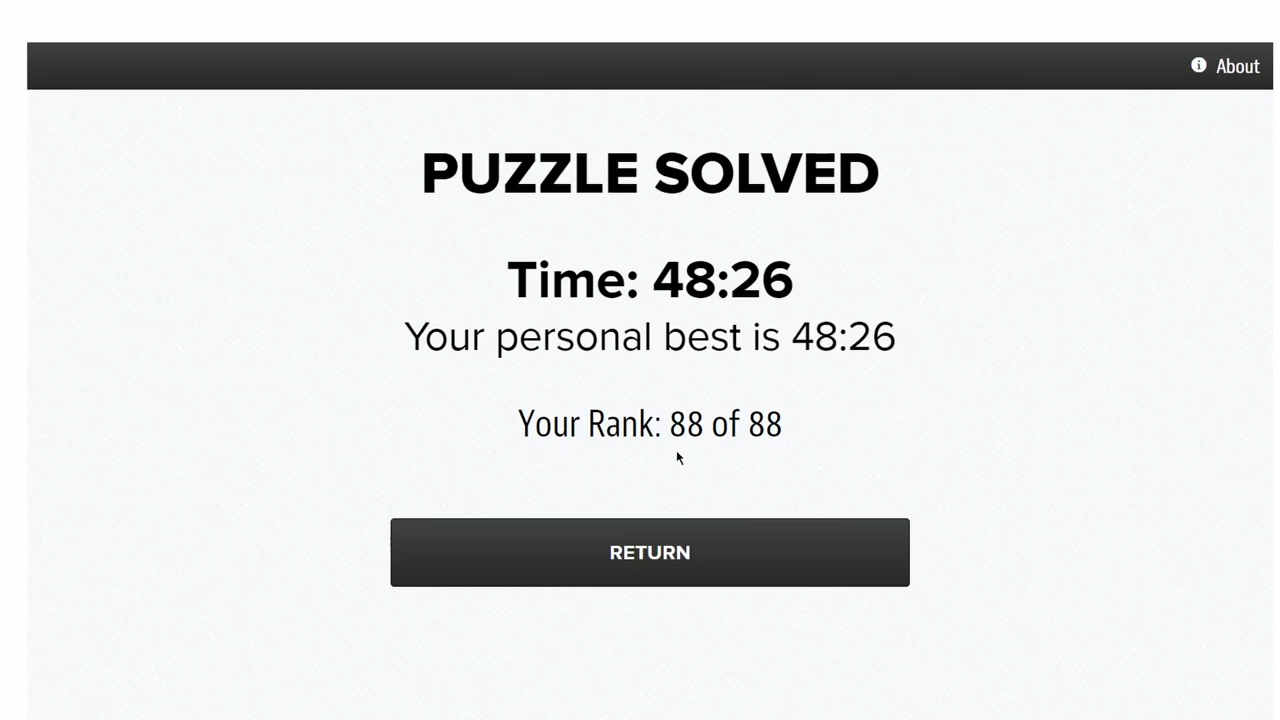 About
PUZZLE SOLVED
Time: 48:26
Your personal best is 48:26
Your Rank: 88 of 88
RETURN